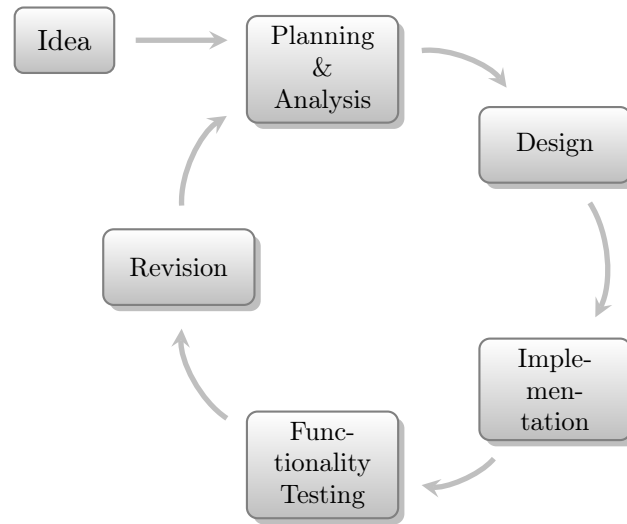 Idea
Planning
&
Analysis
Design
Imple-
men-
tation
Func-
tionality
Testing
Revision